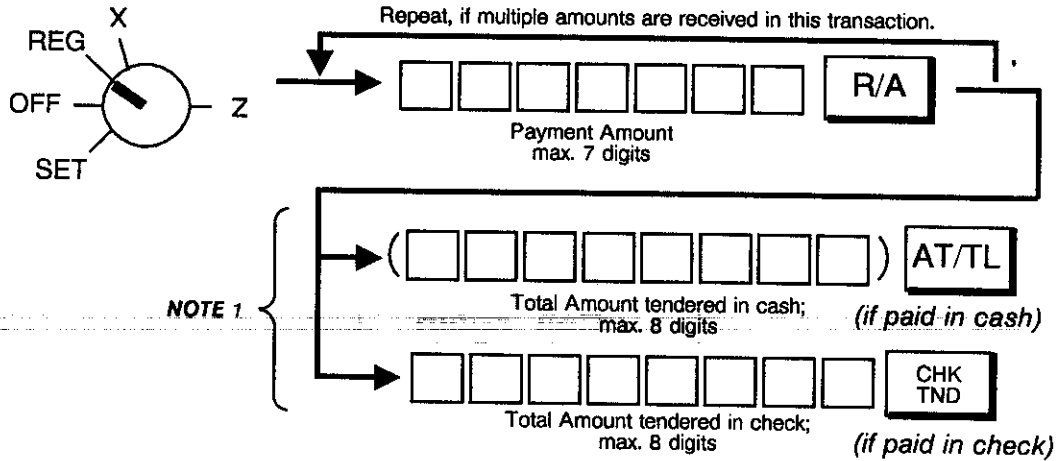 Repeat, if multiple amounts are received in this transaction.
X
REG
OFF
Z
SET
R/A
Payment Amount
max. 7 digits
( ) AT/TL
NOTE 1
Total Amount tendered in cash;
max. 8 digits
(if paid in cash)
CHK
TND
Total Amount tendered in check;
max. 8 digits
(if paid in check)